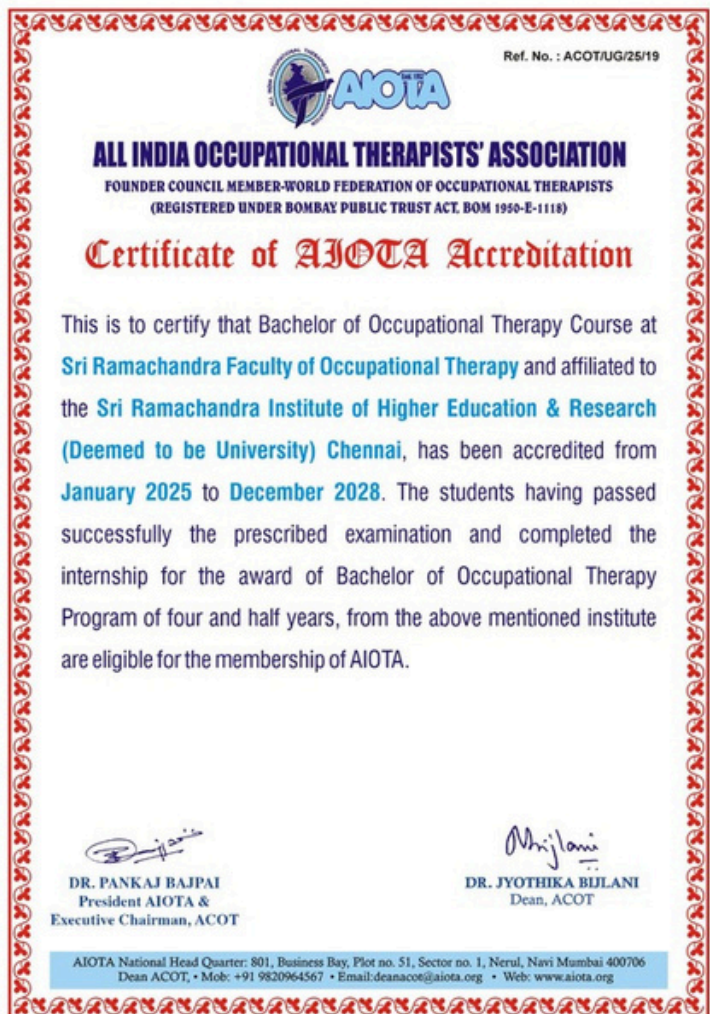 Ref. No. : ACOT/UG/25/19
ALL INDIA OCCUPATIONAL THERAPISTS' ASSOCIATION
AIOTA
ALL INDIA OCCUPATIONAL THERAPISTS' ASSOCIATION
FOUNDER COUNCIL MEMBER-WORLD FEDERATION OF OCCUPATIONAL THERAPISTS
(REGISTERED UNDER BOMBAY PUBLIC TRUST ACT, BOM 1950-E-1118)
Certificate of AIOTA Accreditation
This is to certify that Bachelor of Occupational Therapy Course at
Sri Ramachandra Faculty of Occupational Therapy and affiliated to
the Sri Ramachandra Institute of Higher Education & Research
(Deemed to be University) Chennai, has been accredited from
January 2025 to December 2028. The students having passed
successfully the prescribed examination and completed the
internship for the award of Bachelor of Occupational Therapy
Program of four and half years, from the above mentioned institute
are eligible for the membership of AIOTA.
DR. PANKAJ BAJPAI
President AIOTA &
Executive Chairman, ACOT
DR. JYOTHIKA BIJLANI
Dean, ACOT
AIOTA National Head Quarter: 801, Business Bay, Plot no. 51, Sector no. 1, Nerul, Navi Mumbai 400706
Dean ACOT, • Mob: +91 9820964567 • Email:deanacot@aiota.org • Web: www.aiota.org